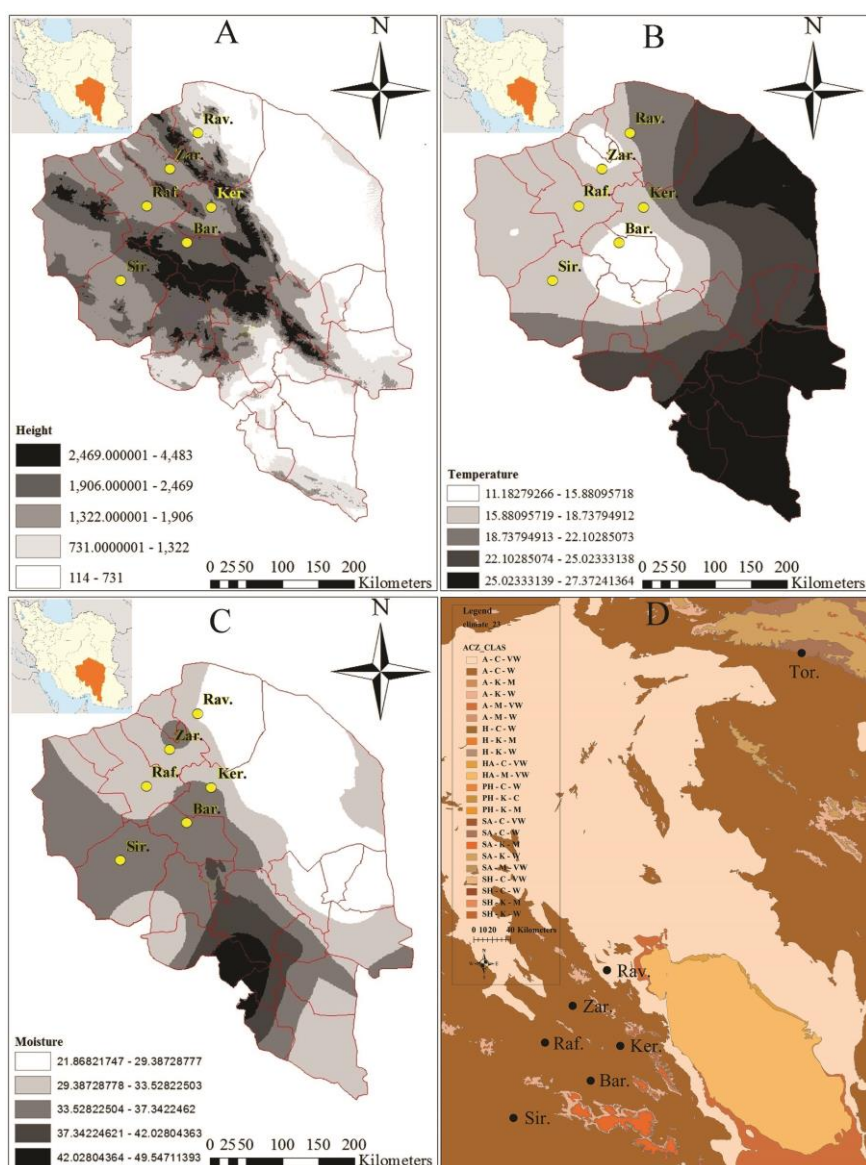 A
N
Rav.
Zar.
Raf.
Ker
Bar.
Sir.
Height
2,469.000001 - 4,483
1,906.000001 - 2,469
1,322.000001 - 1,906
731.0000001 - 1,322
114 - 731
0 25 50 100 150 200
Kilometers
B
N
Rav.
Zar.
Raf.
Ker.
Bar.
Sir.
Temperature
11.18279266 - 15.88095718
15.88095719 - 18.73794912
18.73794913 - 22.10285073
22.10285074 - 25.02333138
25.02333139 - 27.37241364
0 25 50 100 150 200
Kilometers
C
N
Rav.
Zar.
Raf.
Ker.
Bar.
Sir.
Moisture
21.86821747 - 29.38728777
29.38728778 - 33.52822503
33.52822504 - 37.3422462
37.34224621 - 42.02804363
42.02804364 - 49.54711393
0 25 50 100 150 200
Kilometers
D
Legend
ACZ_CLAS
A - C - VW
A - C - W
A - K - M
A - K - W
A - M - VW
A - M - W
H - C - W
H - K - M
H - K - W
HA - C - VW
HA - M - VW
PH - C - W
PH - K - C
PH - K - M
SA - C - VW
SA - C - W
SA - K - M
SA - K - W
SA - M - VW
SH - C - VW
SH - C - W
SH - K - M
SH - K - W
0 10 20 40 Kilometers
Tor.
Rav.
Zar.
Raf.
Ker.
Bar.
Sir.